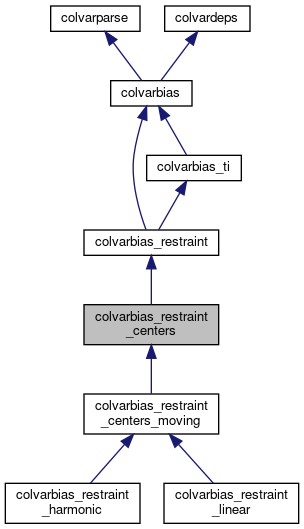 colvarparse
colvardeps
colvarbias
colvarbias_ti
colvarbias_restraint
colvarbias_restraint
_centers
colvarbias_restraint
_centers_moving
colvarbias_restraint
_harmonic
colvarbias_restraint
_linear